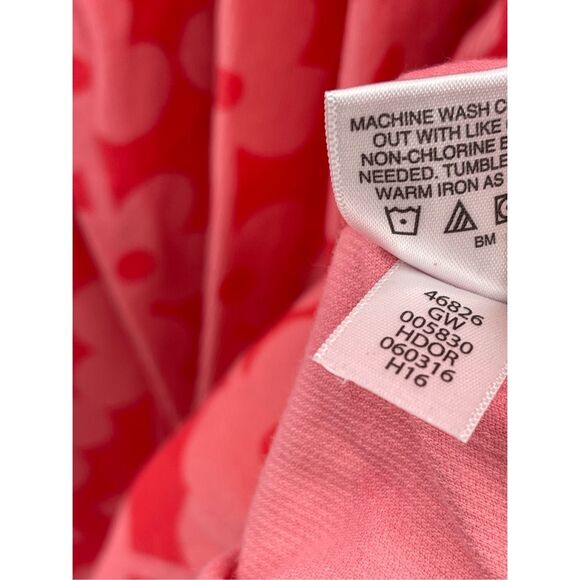 MACHINE WASH C
OUT WITH LIKE
NON-CHLORINE
NEEDED. TUMBLE
WARM IRON AS
BM
46826
GW
005830
HDOR
060316
H16